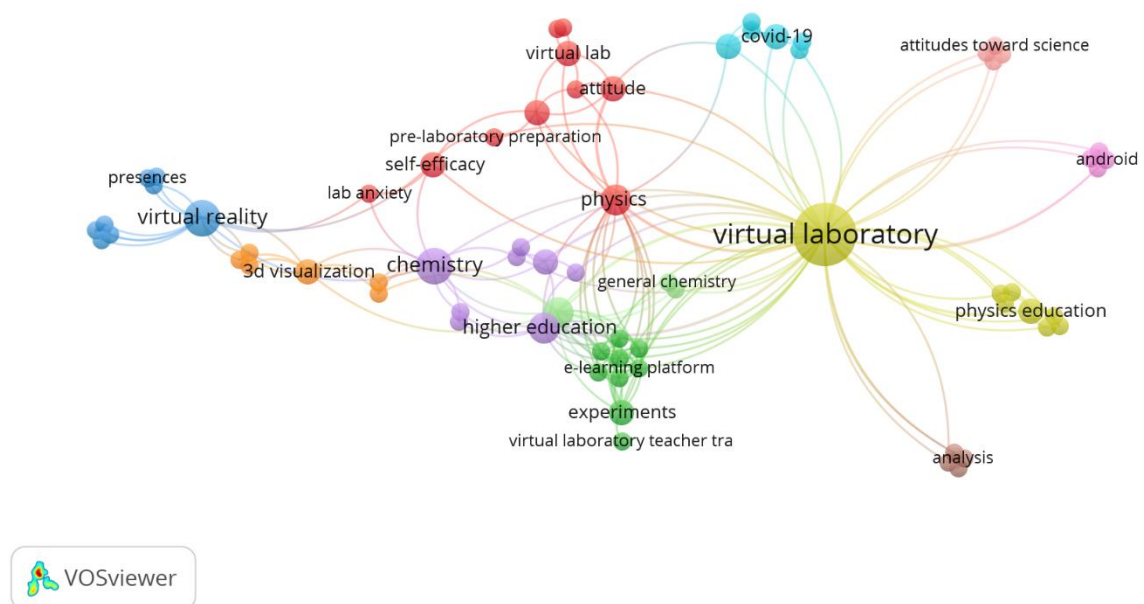 covid-19
attitudes toward science
virtual lab
attitude
pre-laboratory preparation
self-efficacy
android
presences
lab anxiety
physics
virtual reality
virtual laboratory
chemistry
3d visualization
general chemistry
physics education
higher education
e-learning platform
experiments
virtual laboratory teacher tra
analysis
VOSviewer